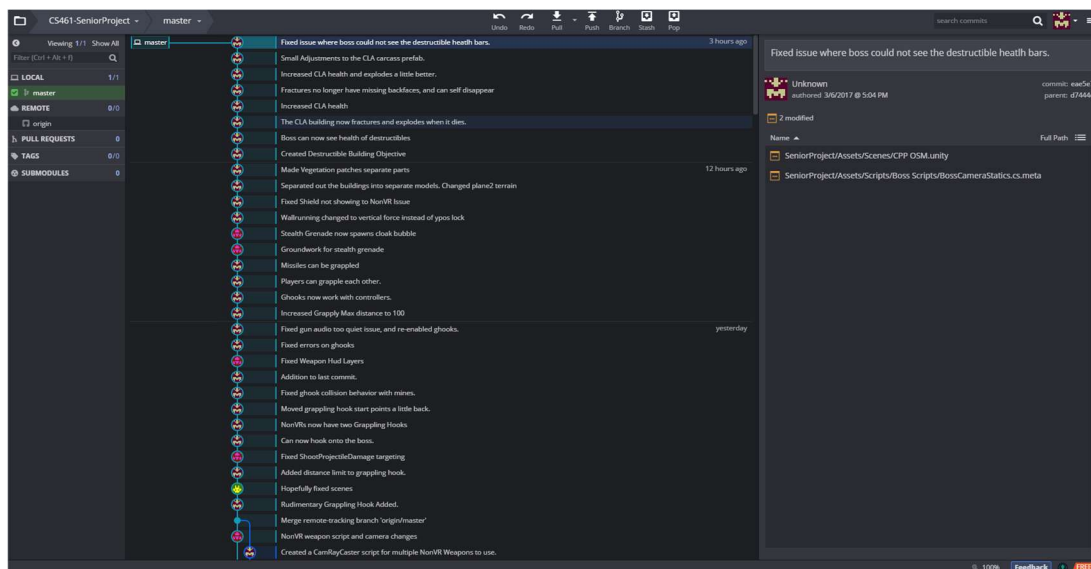 CS461-SeniorProject
master
Undo
Redo
Pull
Push
Branch
Stash
Pop
search commits
Viewing 1/1 Show All
Filter (Ctrl + Alt + f)
LOCAL 1/1
master
REMOTE 0/0
origin
PULL REQUESTS 0
TAGS 0/0
SUBMODULES 0
master
Fixed issue where boss could not see the destructible heatlh bars. 3 hours ago
Small Adjustments to the CLA carcass prefab.
Increased CLA health and explodes a little better.
Fractures no longer have missing backfaces, and can self disappear
Increased CLA health
The CLA building now fractures and explodes when it dies.
Boss can now see health of destructibles
Created Destructible Building Objective
Made Vegetation patches separate parts 12 hours ago
Separated out the buildings into separate models. Changed plane2 terrain
Fixed Shield not showing to NonVR Issue
Wallrunning changed to vertical force instead of ypos lock
Stealth Grenade now spawns cloak bubble
Groundwork for stealth grenade
Missiles can be grappled
Players can grapple each other.
Ghooks now work with controllers.
Increased Grapply Max distance to 100
Fixed gun audio too quiet issue, and re-enabled ghooks. yesterday
Fixed errors on ghooks
Fixed Weapon Hud Layers
Addition to last commit.
Fixed ghook collision behavior with mines.
Moved grappling hook start points a little back.
NonVRs now have two Grappling Hooks
Can now hook onto the boss.
Fixed ShootProjectileDamage targeting
Added distance limit to grappling hook.
Hopefully fixed scenes
Rudimentary Grappling Hook Added.
Merge remote-tracking branch 'origin/master'
NonVR weapon script and camera changes
Created a CamRayCaster script for multiple NonVR Weapons to use.
Fixed issue where boss could not see the destructible heatlh bars.
Unknown
authored 3/6/2017 @ 5:04 PM
commit: eae5e
parent: d7444
2 modified
Name
Full Path
SeniorProject/Assets/Scenes/CPP OSM.unity
SeniorProject/Assets/Scripts/Boss Scripts/BossCameraStatics.cs.meta
100%
Feedback